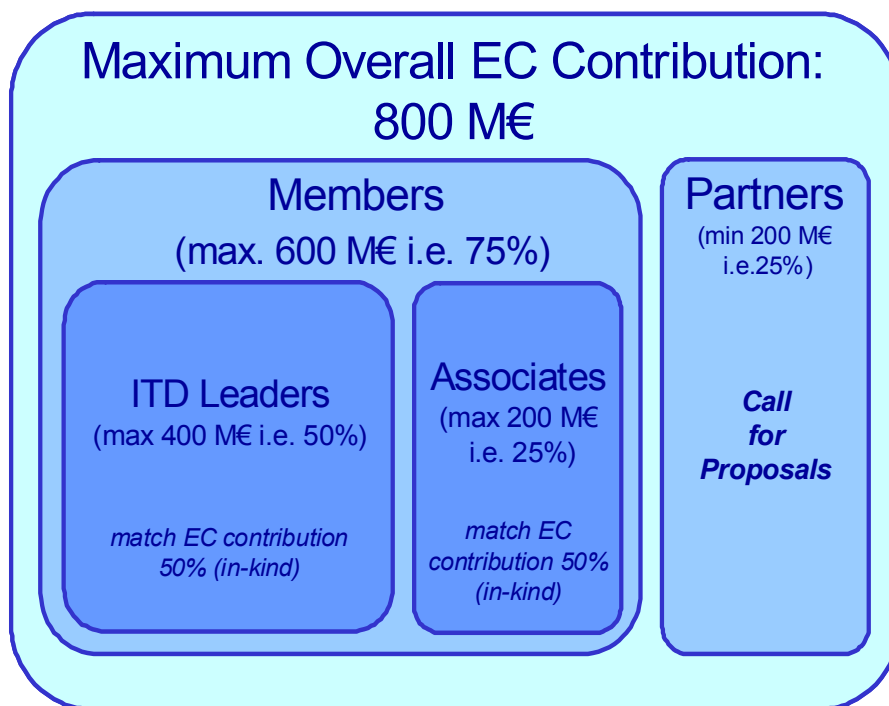 Maximum Overall EC Contribution:
800 M€
Members
(max. 600 M€ i.e. 75%)
ITD Leaders
(max 400 M€ i.e. 50%)
match EC contribution
50% (in-kind)
Associates
(max 200 M€
i.e. 25%)
match EC
contribution 50%
(in-kind)
Partners
(min 200 M€
i.e.25%)
Call
for
Proposals